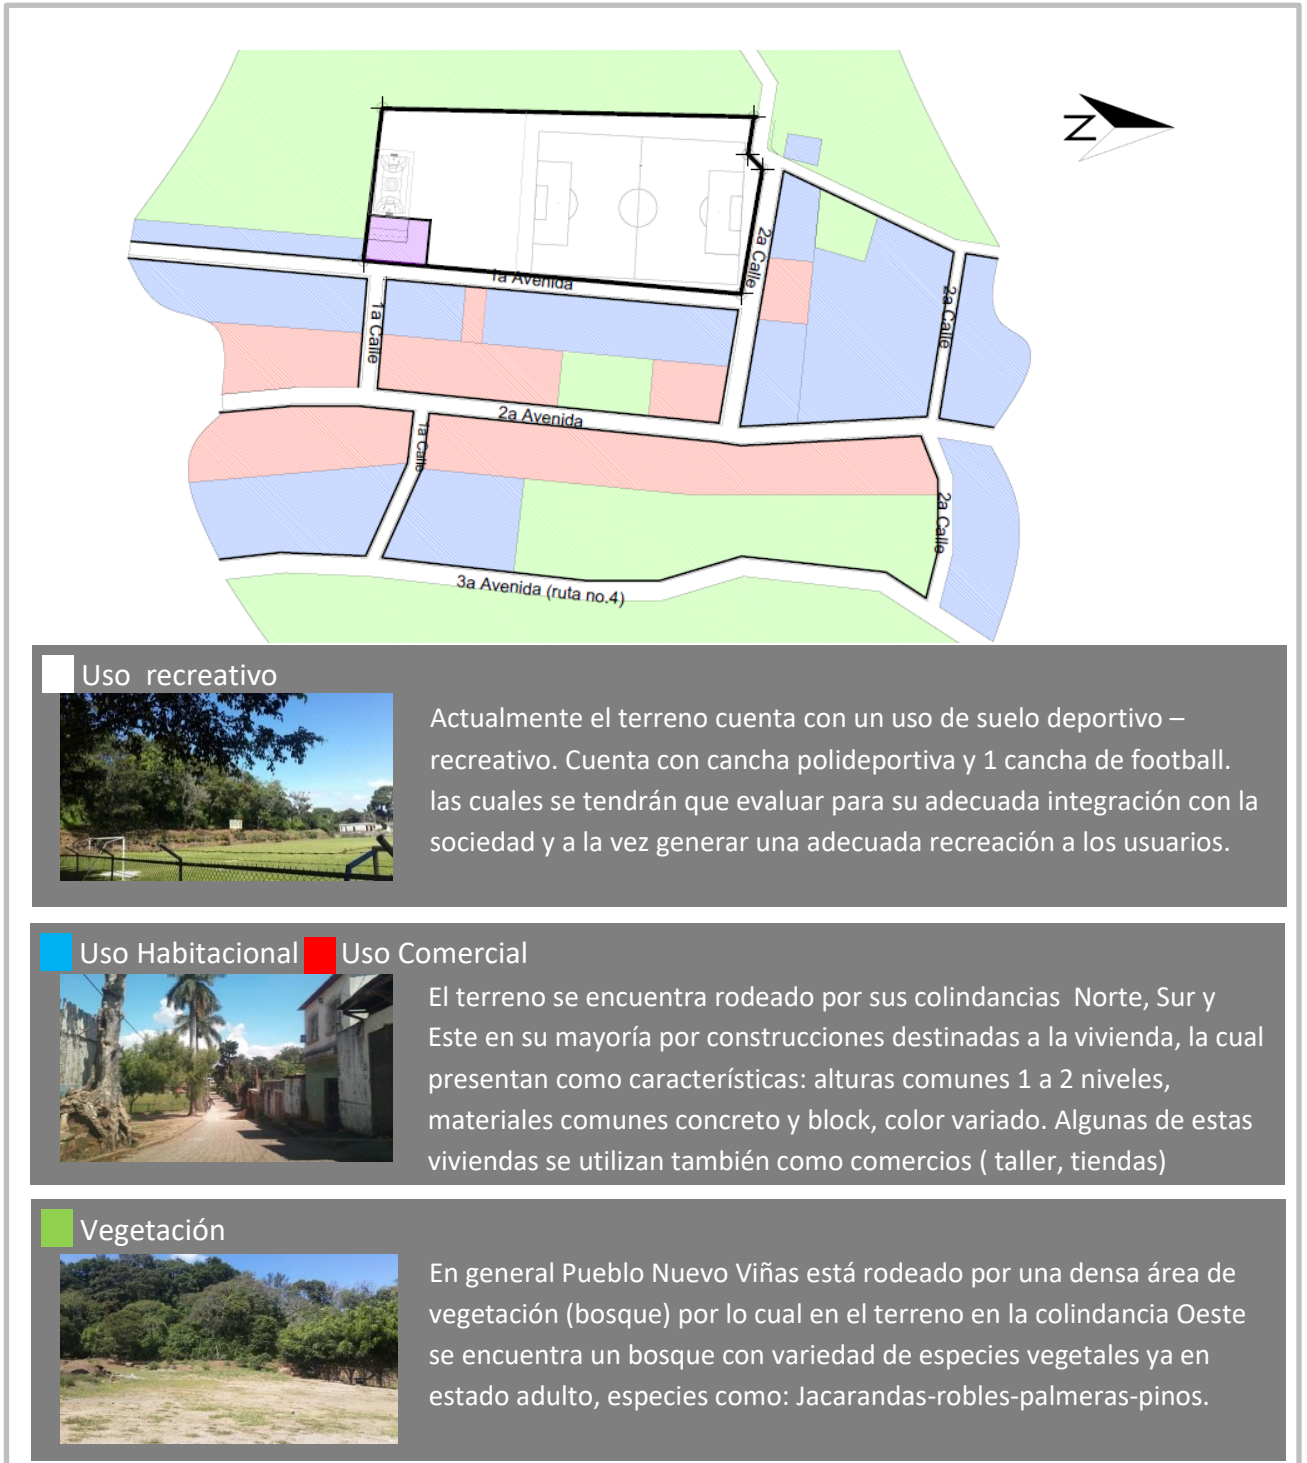 N
1a Avenida
2a Calle
2a Calle
1a Calle
2a Avenida
1a Calle
2a Calle
3a Avenida (ruta no.4)
Uso recreativo
Actualmente el terreno cuenta con un uso de suelo deportivo –
recreativo. Cuenta con cancha polideportiva y 1 cancha de football.
las cuales se tendrán que evaluar para su adecuada integración con la
sociedad y a la vez generar una adecuada recreación a los usuarios.
Uso Habitacional Uso Comercial
El terreno se encuentra rodeado por sus colindancias Norte, Sur y
Este en su mayoría por construcciones destinadas a la vivienda, la cual
presentan como características: alturas comunes 1 a 2 niveles,
materiales comunes concreto y block, color variado. Algunas de estas
viviendas se utilizan también como comercios ( taller, tiendas)
Vegetación
En general Pueblo Nuevo Viñas está rodeado por una densa área de
vegetación (bosque) por lo cual en el terreno en la colindancia Oeste
se encuentra un bosque con variedad de especies vegetales ya en
estado adulto, especies como: Jacarandas-robles-palmeras-pinos.